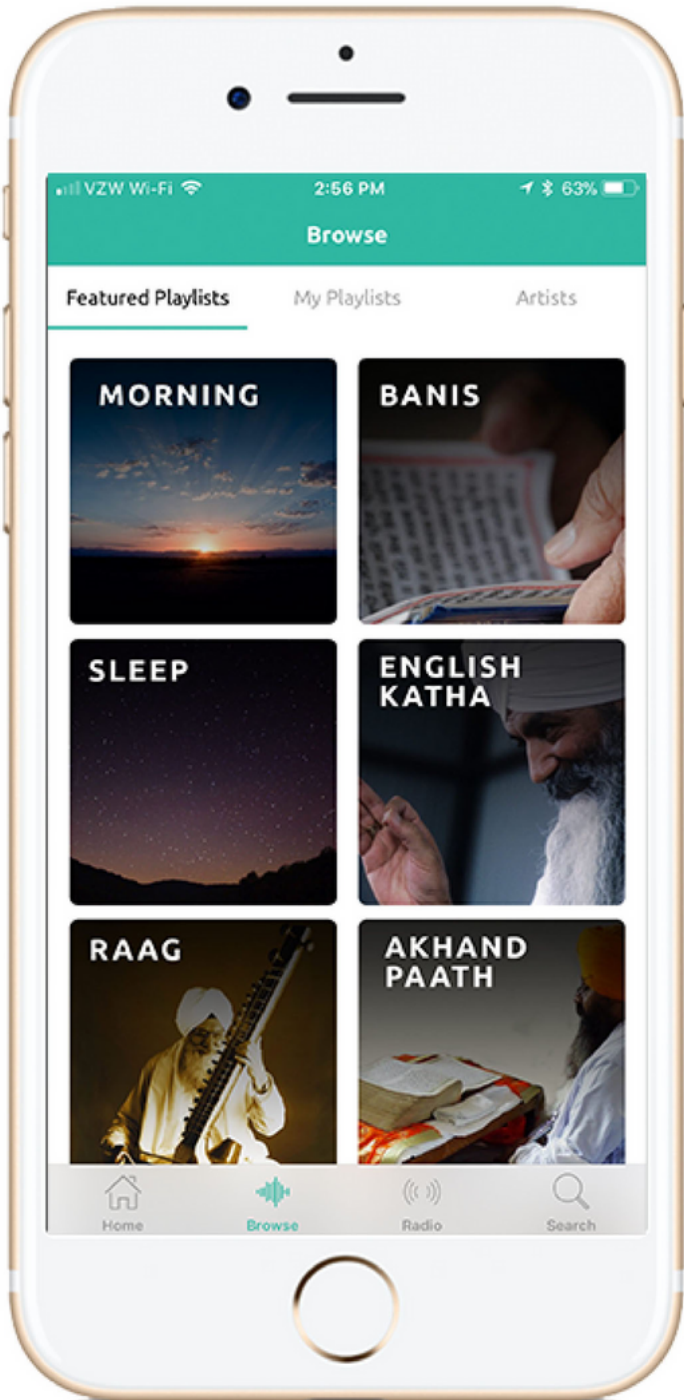 VZW Wi-Fi 2:56 PM 63%
Browse
Featured Playlists My Playlists Artists
MORNING
BANIS
SLEEP
ENGLISH
KATHA
RAAG
AKHAND
PAATH
Home Browse Radio Search